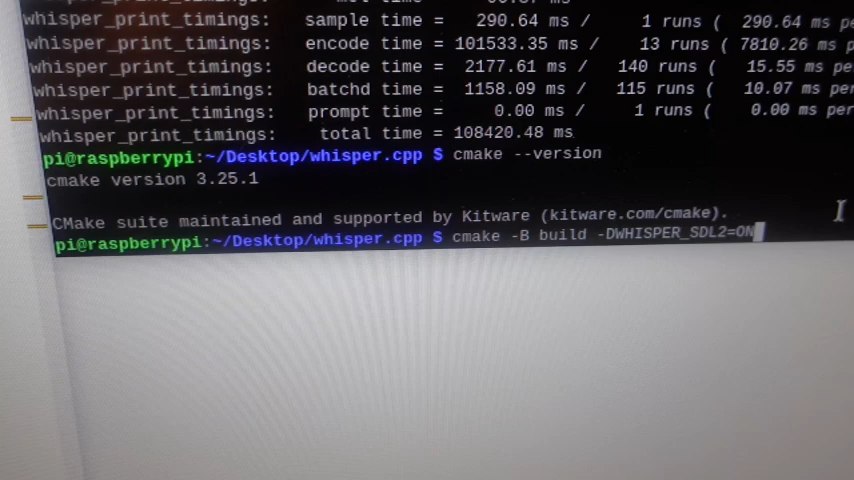 whisper_print_timings: sample time = 290.64 ms / 1 runs ( 290.64 ms pe
whisper_print_timings: encode time = 101533.35 ms / 13 runs ( 7810.26 ms p
whisper_print_timings: decode time = 2177.61 ms / 140 runs ( 15.55 ms pe
whisper_print_timings: batchd time = 1158.09 ms / 115 runs ( 10.07 ms per
whisper_print_timings: prompt time = 0.00 ms / 1 runs ( 0.00 ms per
whisper_print_timings: total time = 108420.48 ms
pi@raspberrypi:~/Desktop/whisper.cpp $ cmake --version
cmake version 3.25.1
CMake suite maintained and supported by Kitware (kitware.com/cmake).
pi@raspberrypi:~/Desktop/whisper.cpp $ cmake -B build -DWHISPER_SDL2=ON